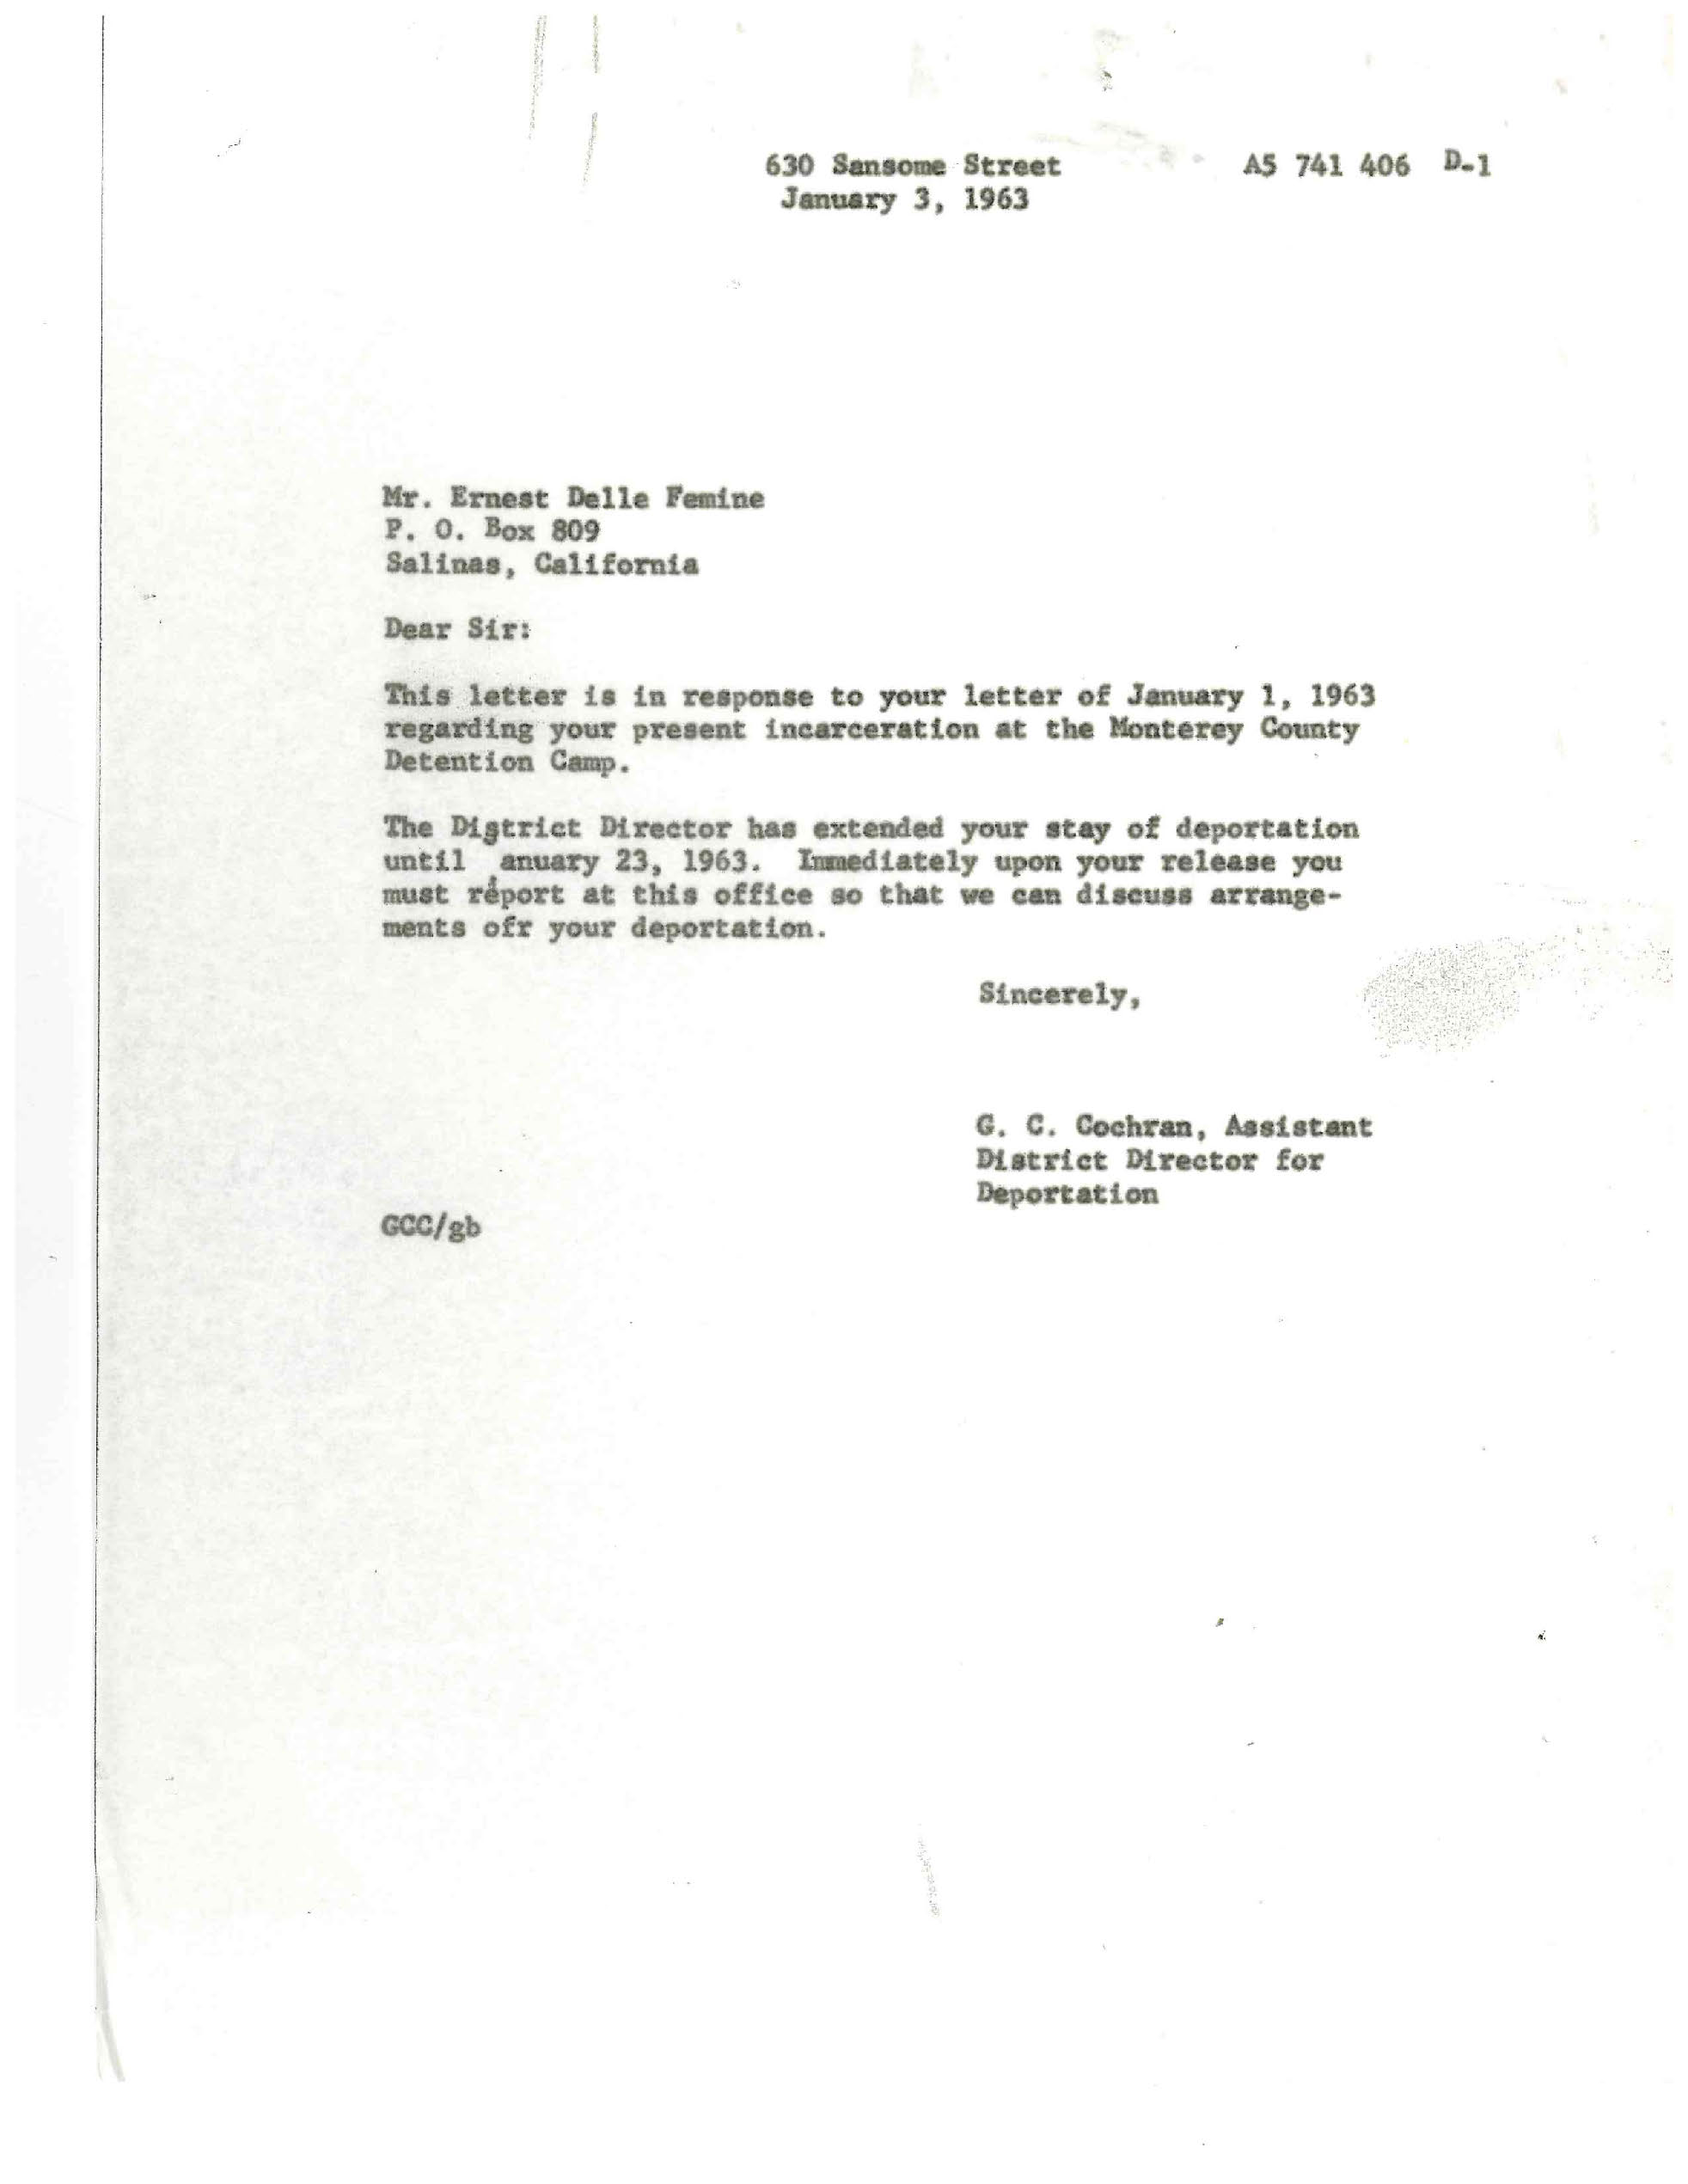 630 Sansome Street A5 741 406 D-1
January 3, 1963
Mr. Ernest Delle Femine
P. O. Box 809
Salinas, California
Dear Sir:
This letter is in response to your letter of January 1, 1963
regarding your present incarceration at the Monterey County
Detention Camp.
The District Director has extended your stay of deportation
until anuary 23, 1963. Immediately upon your release you
must report at this office so that we can discuss arrange-
ments ofr your deportation.
Sincerely,
G. C. Cochran, Assistant
District Director for
Deportation
GCC/gb